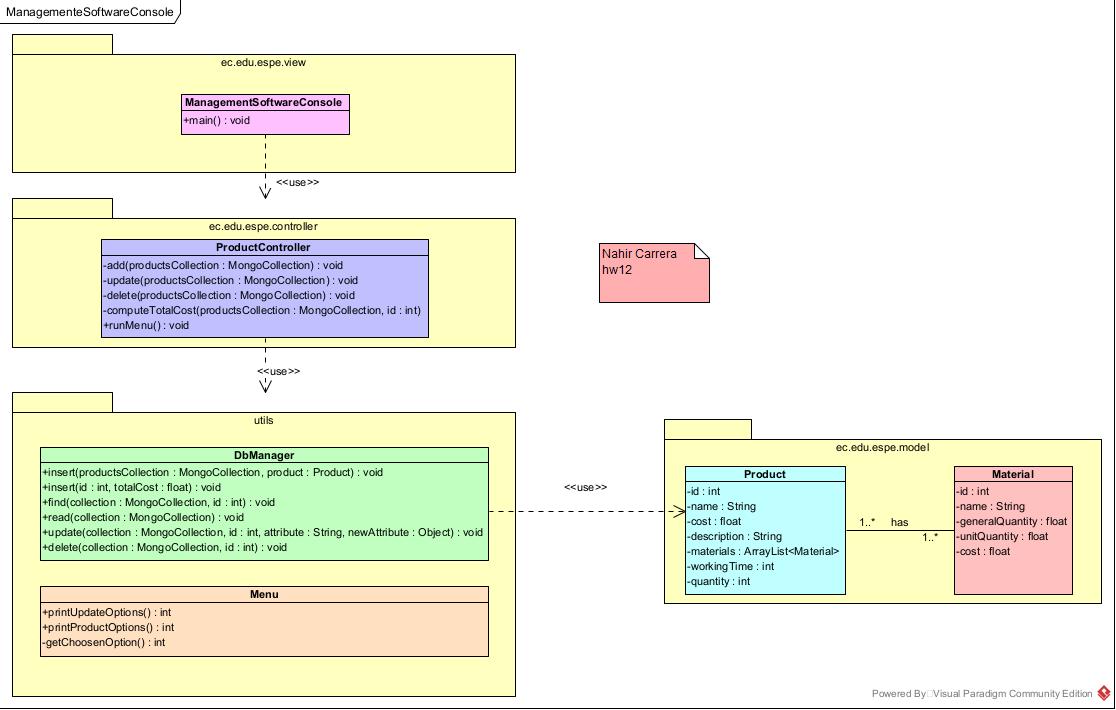 ManagementeSoftwareConsole
ec.edu.espe.view
ManagementSoftwareConsole
+main() : void
<<use>>
ec.edu.espe.controller
ProductController
-add(productsCollection : MongoCollection) : void
-update(productsCollection : MongoCollection) : void
-delete(productsCollection : MongoCollection) : void
-computeTotalCost(productsCollection : MongoCollection, id : int)
+runMenu() : void
Nahir Carrera
hw12
<<use>>
utils
DbManager
+insert(productsCollection : MongoCollection, product : Product) : void
+insert(id : int, totalCost : float) : void
+find(collection : MongoCollection, id : int) : void
+read(collection : MongoCollection) : void
+update(collection : MongoCollection, id : int, attribute : String, newAttribute : Object) : void
+delete(collection : MongoCollection, id : int) : void
Menu
+printUpdateOptions() : int
+printProductOptions() : int
-getChoosenOption() : int
<<use>>
ec.edu.espe.model
Product
-id : int
-name : String
-cost : float
-description : String
-materials : ArrayList<Material>
-workingTime : int
-quantity : int
1..* has
1..*
Material
-id : int
-name : String
-generalQuantity : float
-unitQuantity : float
-cost : float
Powered By Visual Paradigm Community Edition